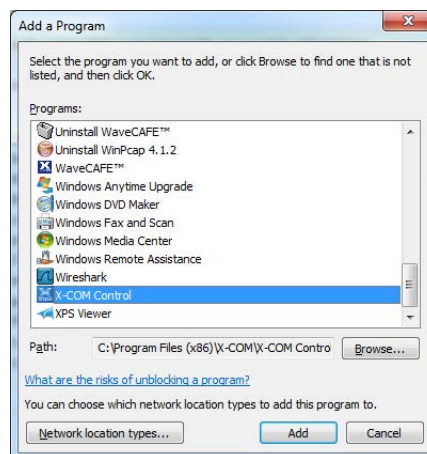 Add a Program
X
Select the program you want to add, or click Browse to find one that is not
listed, and then click OK.
Programs:
Uninstall WaveCAFE™
Uninstall WinPcap 4.1.2
WaveCAFE™
Windows Anytime Upgrade
Windows DVD Maker
Windows Fax and Scan
Windows Media Center
Windows Remote Assistance
Wireshark
X-COM Control
XPS Viewer
Path: C:\Program Files (x86)\X-COM\X-COM Contro Browse...
What are the risks of unblocking a program?
You can choose which network location types to add this program to.
Network location types... Add Cancel